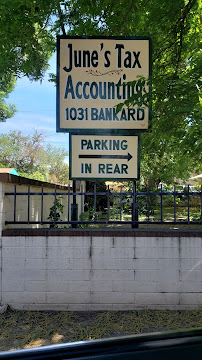 June's Tax
Accounting
1031 BANKARD
PARKING
IN REAR